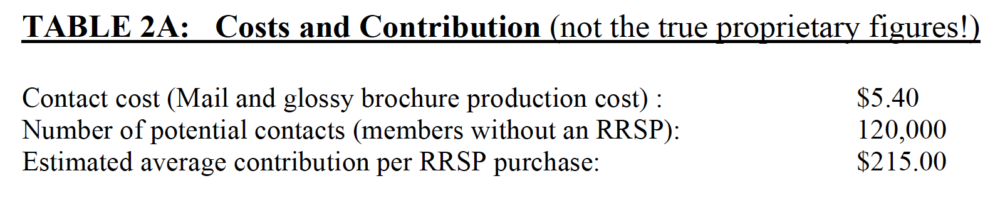 TABLE 2A: Costs and Contribution (not the true proprietary figures!)
Contact cost (Mail and glossy brochure production cost) : $5.40
Number of potential contacts (members without an RRSP): 120,000
Estimated average contribution per RRSP purchase: $215.00